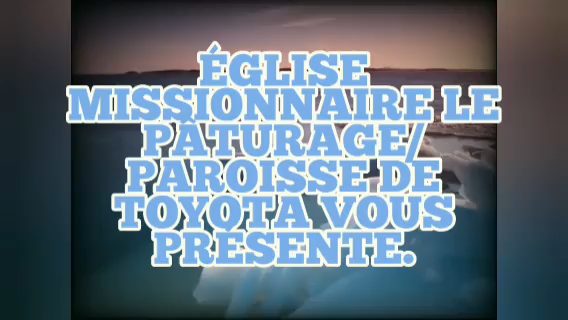 ÉGLISE
MISSIONNAIRE LE
PÂTURAGE/
PAROISSE DE
TOYOTA VOUS
PRÉSENTE.